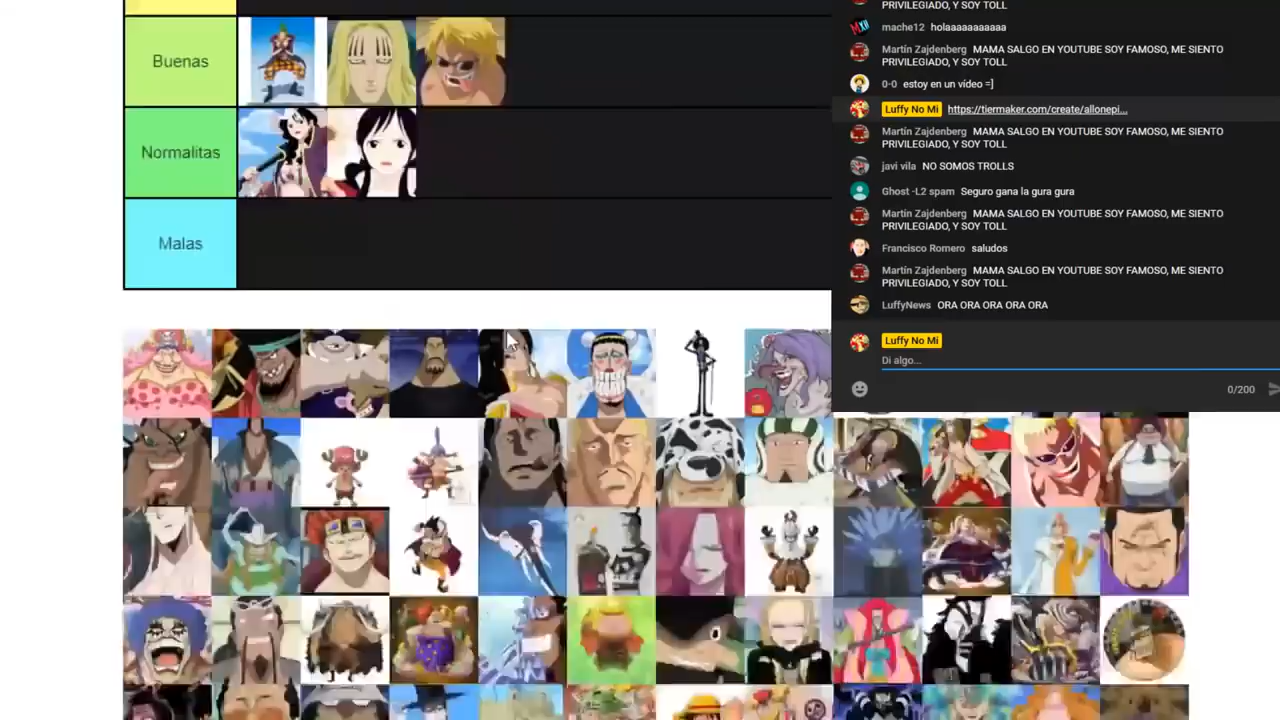 Buenas
Normalitas
Malas
PRIVILEGIADO, Y SOY TOLL
mache12 holaaaaaaaaaaa
Martín Zajdenberg MAMA SALGO EN YOUTUBE SOY FAMOSO, ME SIENTO
PRIVILEGIADO, Y SOY TOLL
0-0 estoy en un vídeo =]
Luffy No Mi https://tiermaker.com/create/allonepi...
Martín Zajdenberg MAMA SALGO EN YOUTUBE SOY FAMOSO, ME SIENTO
PRIVILEGIADO, Y SOY TOLL
javi vila NO SOMOS TROLLS
Ghost -L2 spam Seguro gana la gura gura
Martín Zajdenberg MAMA SALGO EN YOUTUBE SOY FAMOSO, ME SIENTO
PRIVILEGIADO, Y SOY TOLL
Francisco Romero saludos
Martín Zajdenberg MAMA SALGO EN YOUTUBE SOY FAMOSO, ME SIENTO
PRIVILEGIADO, Y SOY TOLL
LuffyNews ORA ORA ORA ORA ORA
Luffy No Mi
Di algo...
0/200